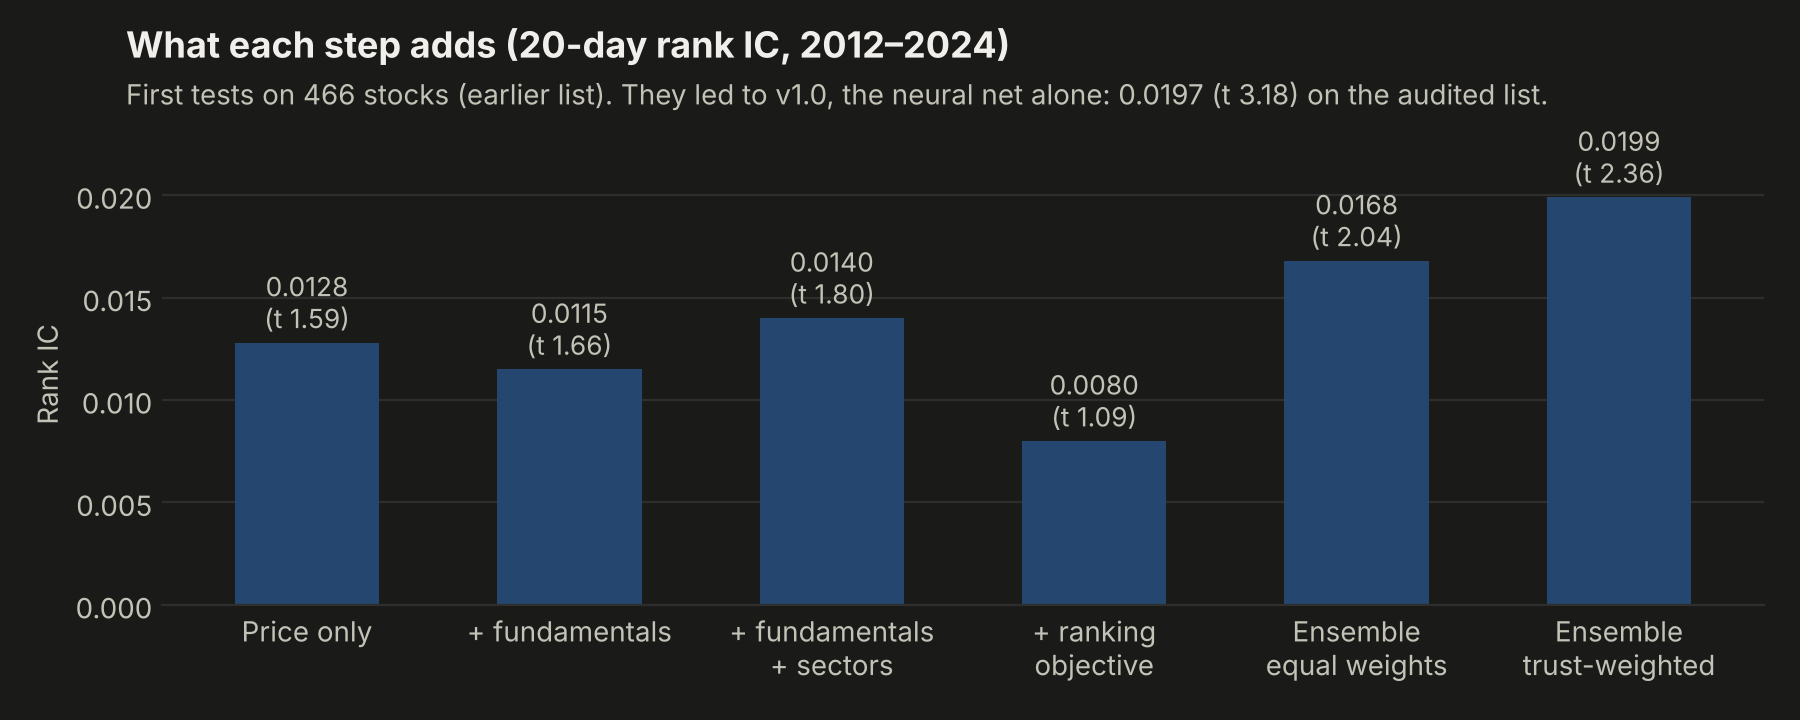 What each step adds (20-day rank IC, 2012–2024)
First tests on 466 stocks (earlier list). They led to v1.0, the neural net alone: 0.0197 (t 3.18) on the audited list.
Rank IC
0.020
0.015
0.010
0.005
0.000
0.0128
(t 1.59)
0.0115
(t 1.66)
0.0140
(t 1.80)
0.0080
(t 1.09)
0.0168
(t 2.04)
0.0199
(t 2.36)
Price only
+ fundamentals
+ fundamentals
+ sectors
+ ranking
objective
Ensemble
equal weights
Ensemble
trust-weighted